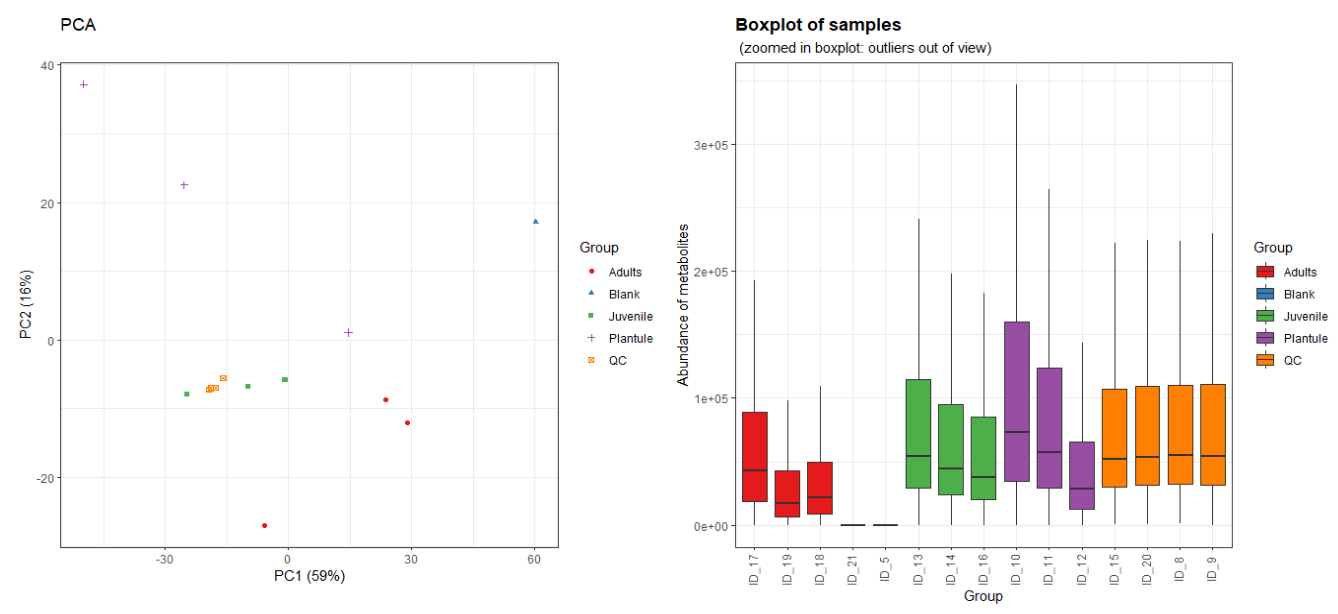 PCA
40
20
0
-20
-30
0
30
60
PC1 (59%)
PC2 (16%)
Group
Adults
Blank
Juvenile
Plantule
QC
Boxplot of samples
(zoomed in boxplot: outliers out of view)
3e+05
2e+05
1e+05
0e+00
Abundance of metabolites
ID_17
ID_19
ID_18
ID_21
ID_5
ID_13
ID_14
ID_16
ID_10
ID_11
ID_12
ID_15
ID_20
ID_8
ID_9
Group
Group
Adults
Blank
Juvenile
Plantule
QC